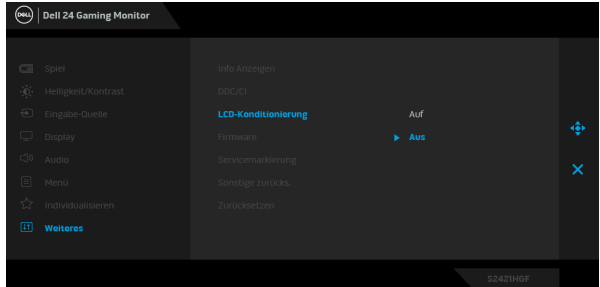 DELL
Dell 24 Gaming Monitor
Spiel
Helligkeit/Kontrast
Eingabe-Quelle
Display
Audio
Menü
Individualisieren
Weiteres
Info Anzeigen
DDC/CI
LCD-Konditionierung
Auf
Firmware
Aus
Servicemarkierung
Sonstige zurücks.
Zurücksetzen
S2421HGF